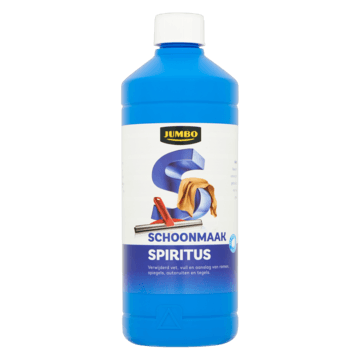 JUMBO
SCHOONMAAK
SPIRITUS
Verwijdert vet, vuil en aanslag van ramen,
spiegels, autoruiten en tegels.